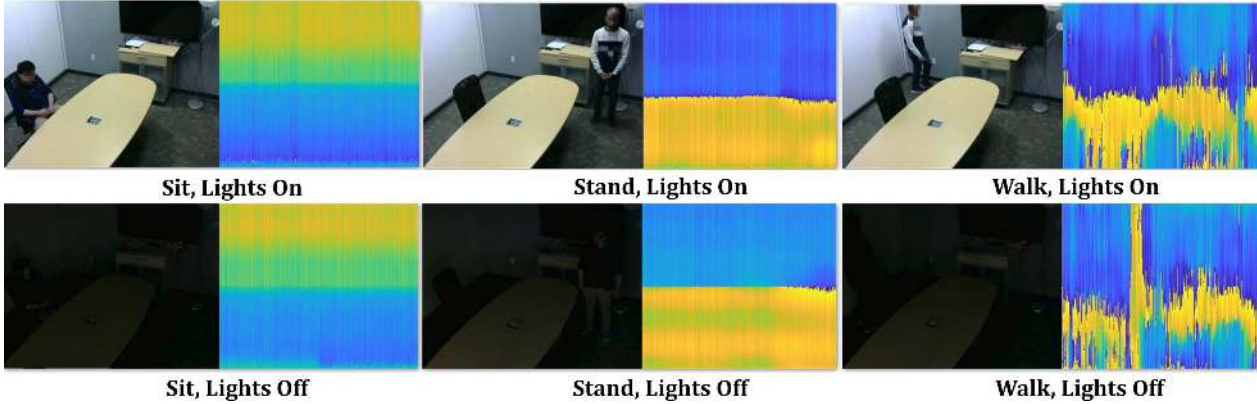 Sit, Lights On
Stand, Lights On
Walk, Lights On
Sit, Lights Off
Stand, Lights Off
Walk, Lights Off